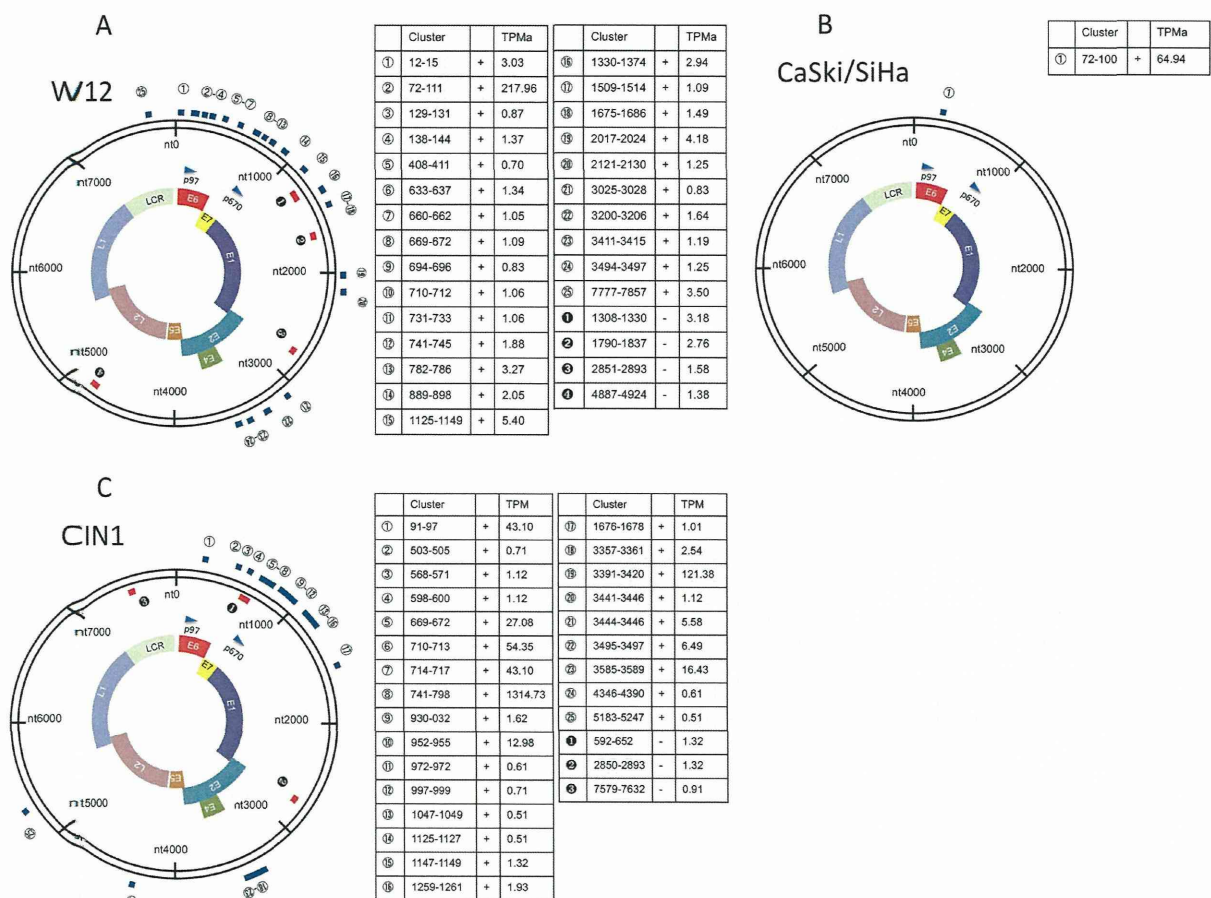 A
W12
Cluster TPMa
① 12-15 + 3.03
② 72-111 + 217.96
③ 129-131 + 0.87
④ 138-144 + 1.37
⑤ 408-411 + 0.70
⑥ 633-637 + 1.34
⑦ 660-662 + 1.05
⑧ 669-672 + 1.09
⑨ 694-696 + 0.83
⑩ 710-712 + 1.06
⑪ 731-733 + 1.06
⑫ 741-745 + 1.88
⑬ 782-786 + 3.27
⑭ 889-898 + 2.05
⑮ 1125-1149 + 5.40
Cluster TPMa
⑯ 1330-1374 + 2.94
⑰ 1509-1514 + 1.09
⑱ 1675-1686 + 1.49
⑲ 2017-2024 + 4.18
⑳ 2121-2130 + 1.25
㉑ 3025-3028 + 0.83
㉒ 3200-3206 + 1.64
㉓ 3411-3415 + 1.19
㉔ 3494-3497 + 1.25
㉕ 7777-7857 + 3.50
❶ 1308-1330 - 3.18
❷ 1790-1837 - 2.76
❸ 2851-2893 - 1.58
❹ 4887-4924 - 1.38
nt0
nt1000
nt2000
nt3000
nt4000
nt5000
nt6000
nt7000
p97
p670
LCR
E6
E7
E1
E2
E4
E5
L2
L1
B
CaSki/SiHa
Cluster TPMa
① 72-100 + 64.94
①
nt0
nt1000
nt2000
nt3000
nt4000
nt5000
nt6000
nt7000
p97
p670
LCR
E6
E7
E1
E2
E4
E5
L2
L1
C
CIN1
Cluster TPM
① 91-97 + 43.10
② 503-505 + 0.71
③ 568-571 + 1.12
④ 598-600 + 1.12
⑤ 669-672 + 27.08
⑥ 710-713 + 54.35
⑦ 714-717 + 43.10
⑧ 741-798 + 1314.73
⑨ 930-032 + 1.62
⑩ 952-955 + 12.98
⑪ 972-972 + 0.61
⑫ 997-999 + 0.71
⑬ 1047-1049 + 0.51
⑭ 1125-1127 + 0.51
⑮ 1147-1149 + 1.32
⑯ 1259-1261 + 1.93
Cluster TPM
⑰ 1676-1678 + 1.01
⑱ 3357-3361 + 2.54
⑲ 3391-3420 + 121.38
⑳ 3441-3446 + 1.12
㉑ 3444-3446 + 5.58
㉒ 3495-3497 + 6.49
㉓ 3585-3589 + 16.43
㉔ 4346-4390 + 0.61
㉕ 5183-5247 + 0.51
❶ 592-652 - 1.32
❷ 2850-2893 - 1.32
❸ 7579-7632 - 0.91
nt0
nt1000
nt2000
nt3000
nt4000
nt5000
nt6000
nt7000
p97
p670
LCR
E6
E7
E1
E2
E4
E5
L2
L1